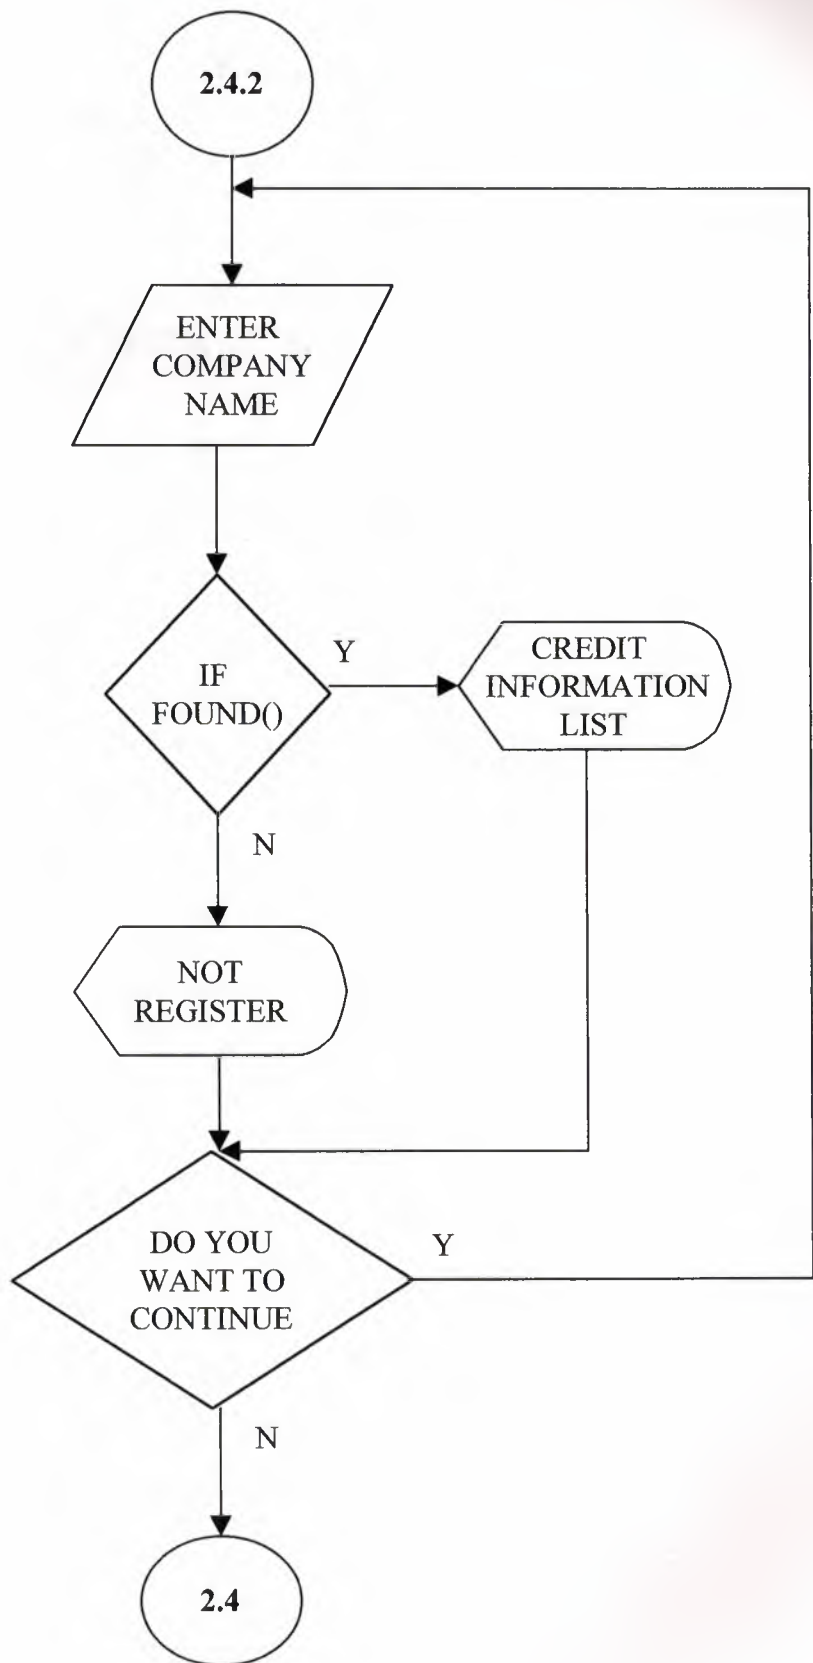 2.4.2
ENTER
COMPANY
NAME
IF
FOUND()
Y
CREDIT
INFORMATION
LIST
N
NOT
REGISTER
DO YOU
WANT TO
CONTINUE
Y
N
2.4